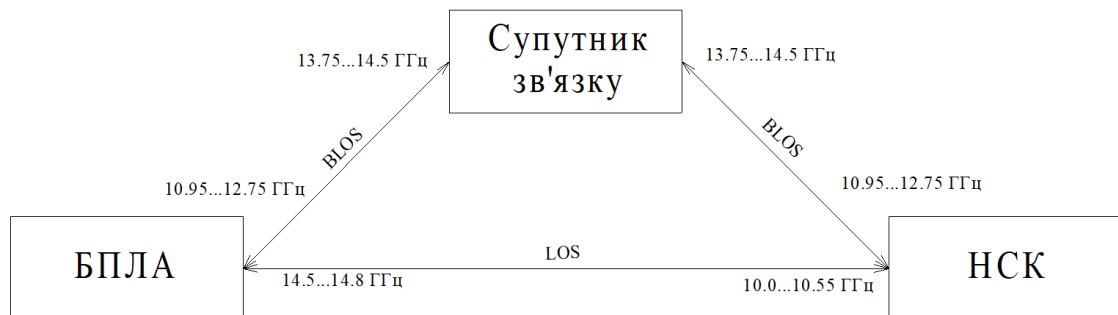 Супутник
зв'язку
13.75...14.5 ГГц
13.75...14.5 ГГц
BLOS
BLOS
10.95...12.75 ГГц
10.95...12.75 ГГц
БПЛА
LOS
НСК
14.5...14.8 ГГц
10.0...10.55 ГГц